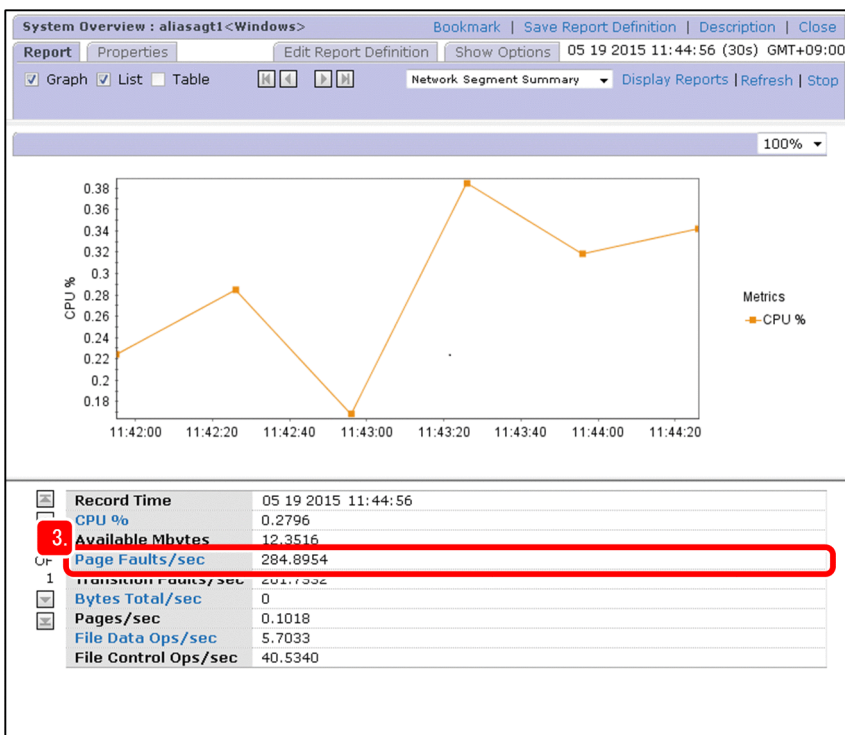 System Overview : aliasagt1<Windows> Bookmark | Save Report Definition | Description | Close
Report Properties Edit Report Definition Show Options 05 19 2015 11:44:56 (30s) GMT+09:00
Graph List Table Network Segment Summary Display Reports | Refresh | Stop
100%
0.38
0.36
0.34
0.32
0.3
0.28
0.26
0.24
0.22
0.2
0.18
CPU %
11:42:00 11:42:20 11:42:40 11:43:00 11:43:20 11:43:40 11:44:00 11:44:20
Metrics
CPU %
Record Time 05 19 2015 11:44:56
CPU % 0.2796
3.
Available Mbytes 12.3516
OF
Page Faults/sec 284.8954
1
Transition Faults/sec 201.7332
Bytes Total/sec 0
Pages/sec 0.1018
File Data Ops/sec 5.7033
File Control Ops/sec 40.5340